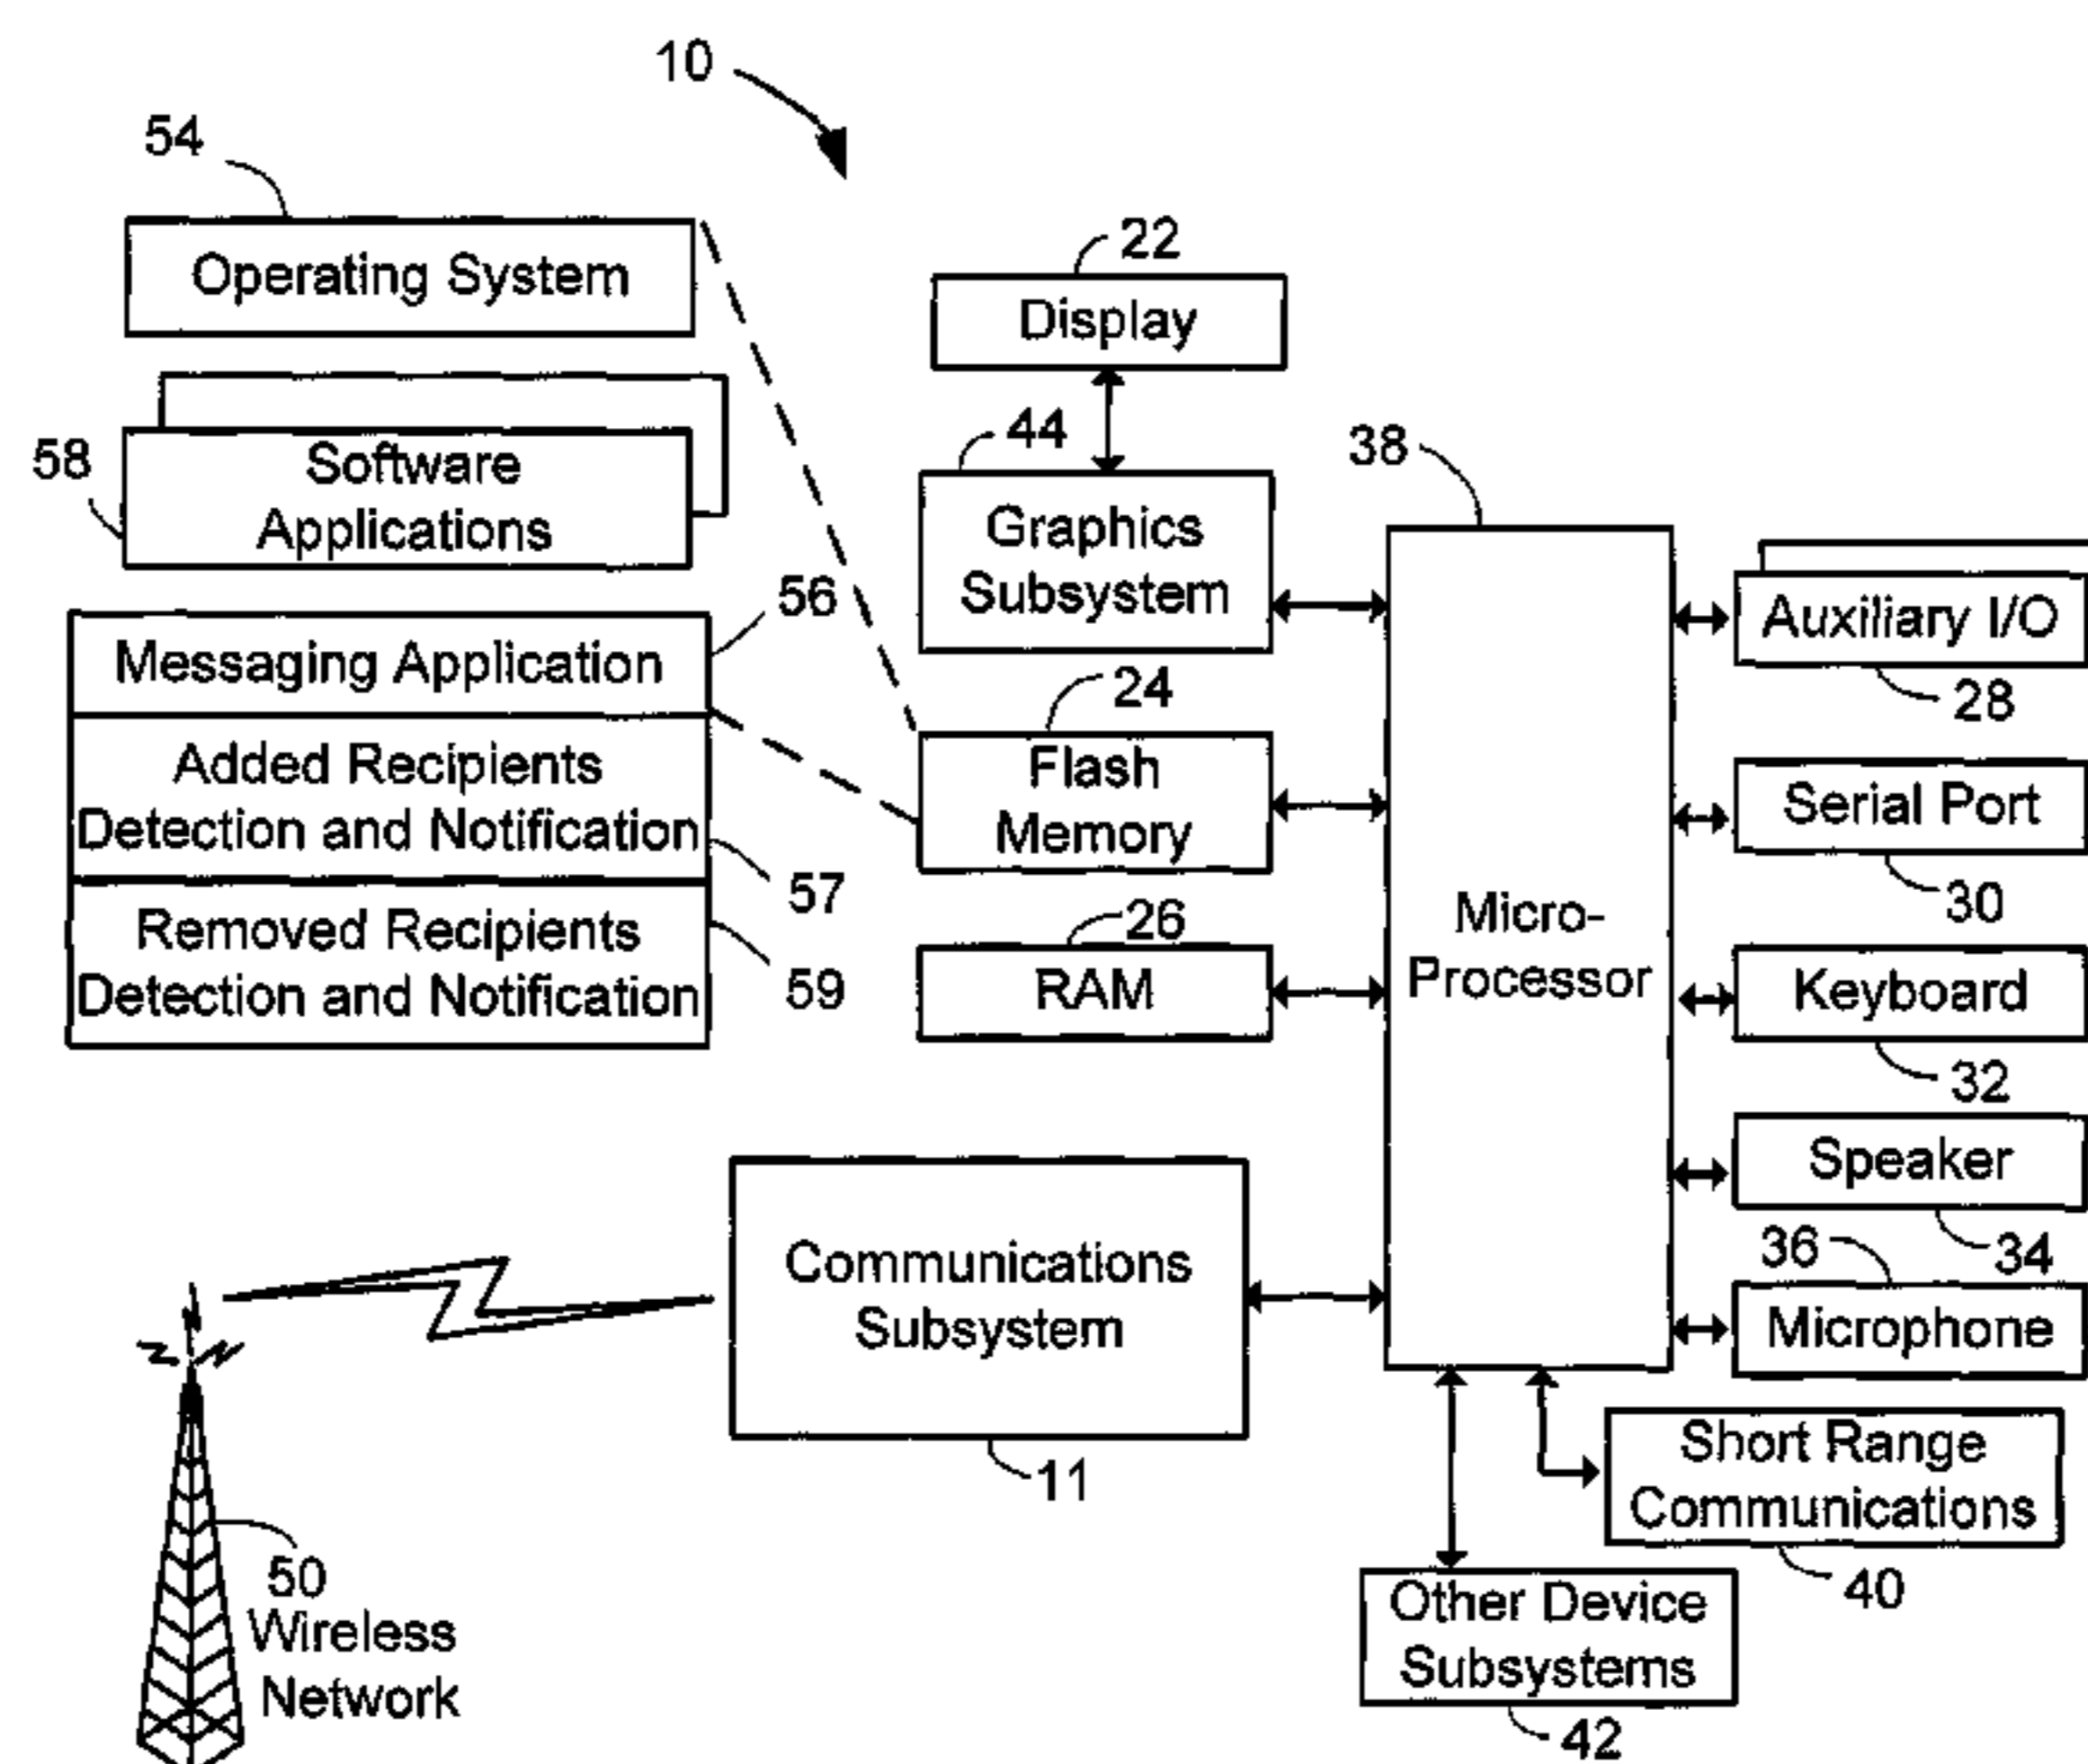 10
54
Operating System
58
Software
Applications
56
Messaging Application
Added Recipients
Detection and Notification
57
Removed Recipients
Detection and Notification
59
22
Display
44
Graphics
Subsystem
24
Flash
Memory
26
RAM
38
Micro-
Processor
Auxiliary I/O
28
Serial Port
30
Keyboard
32
Speaker
34
36
Microphone
Short Range
Communications
40
Other Device
Subsystems
42
Communications
Subsystem
11
50
Wireless
Network